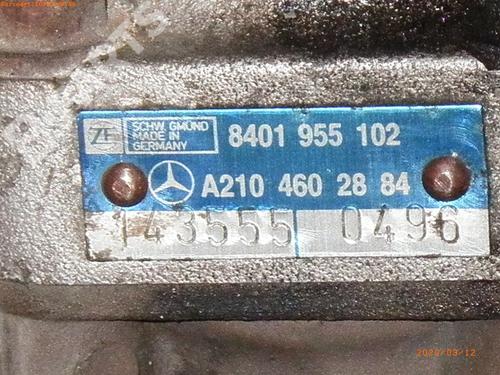 ZF
SCHW. GMÜND
MADE IN
GERMANY
8401 955 102
A210 460 28 84
143555 0496
2020/03/12